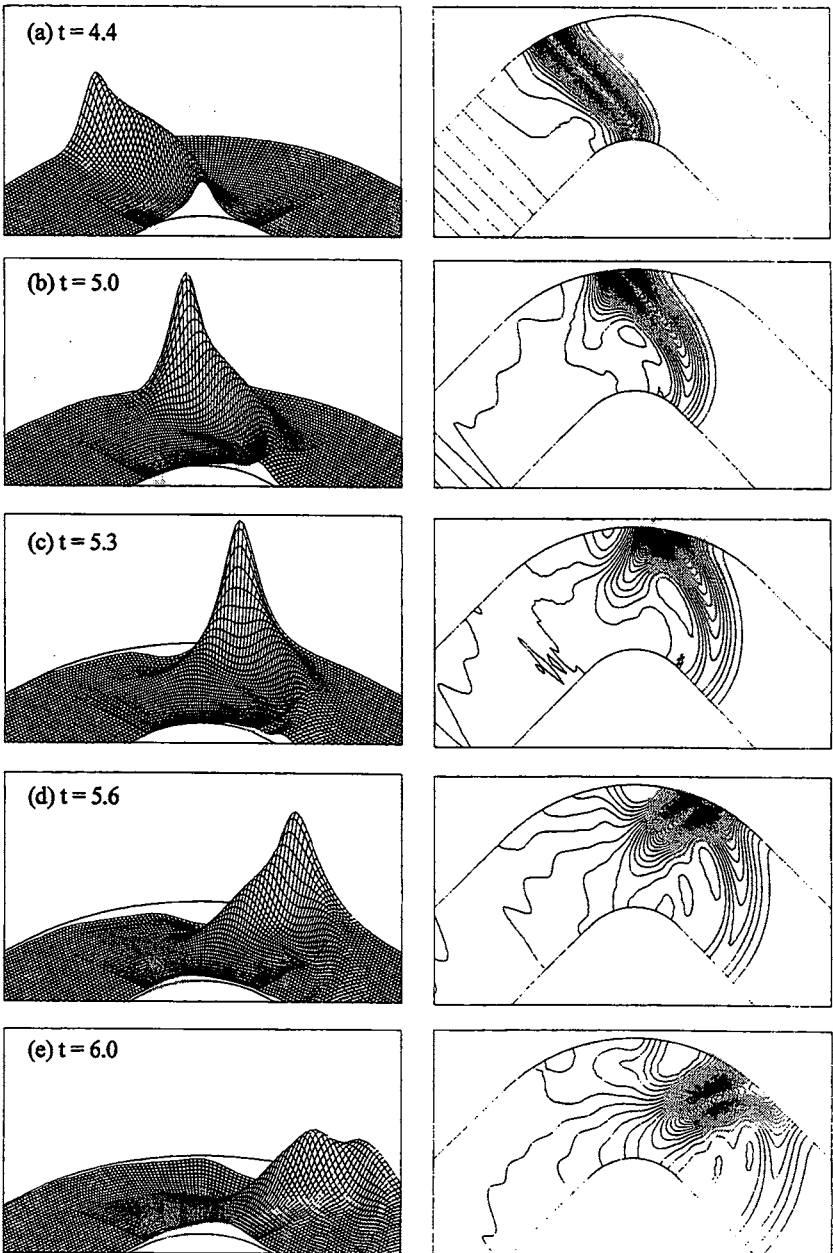 (a) t = 4.4
(b) t = 5.0
(c) t = 5.3
(d) t = 5.6
(e) t = 6.0